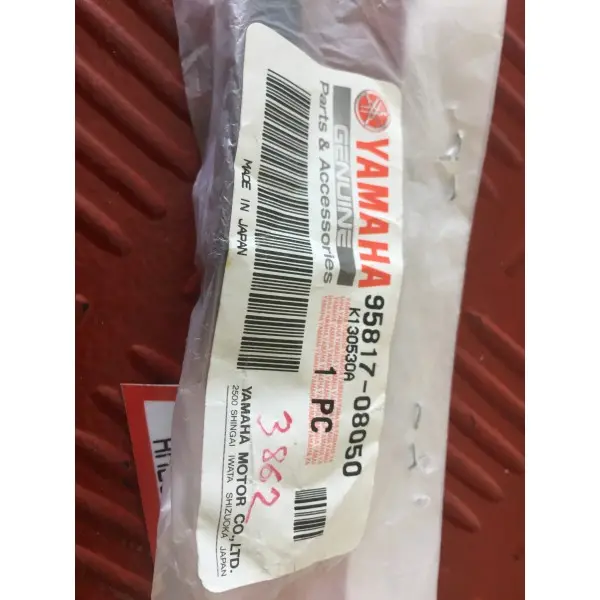 YAMAHA
GENUINE
Parts & Accessories
95817-08050
K130530A
1 PC
MADE IN JAPAN
YAMAHA MOTOR CO.,LTD.
2500 SHINGAI IWATA SHIZUOKA JAPAN
3862